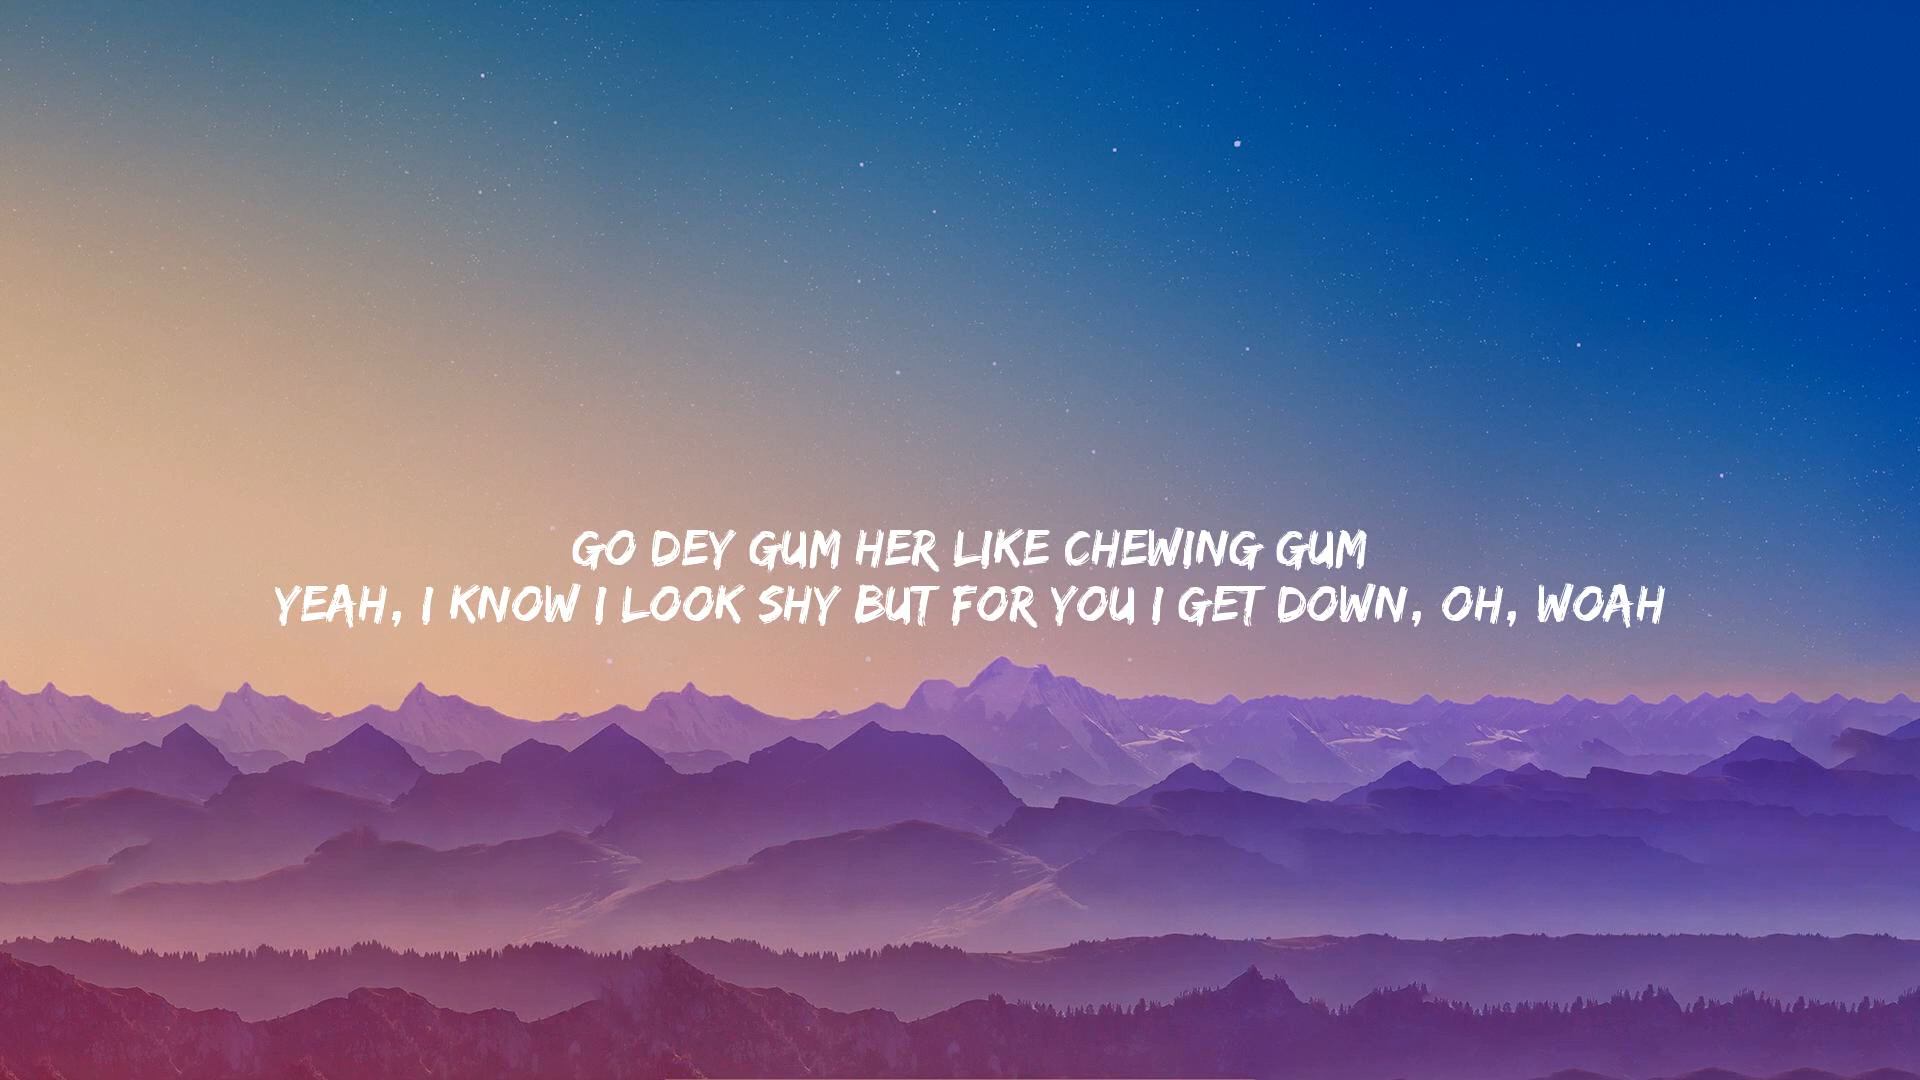 GO DEY GUM HER LIKE CHEWING GUM
YEAH, I KNOW I LOOK SHY BUT FOR YOU I GET DOWN, OH, WOAH